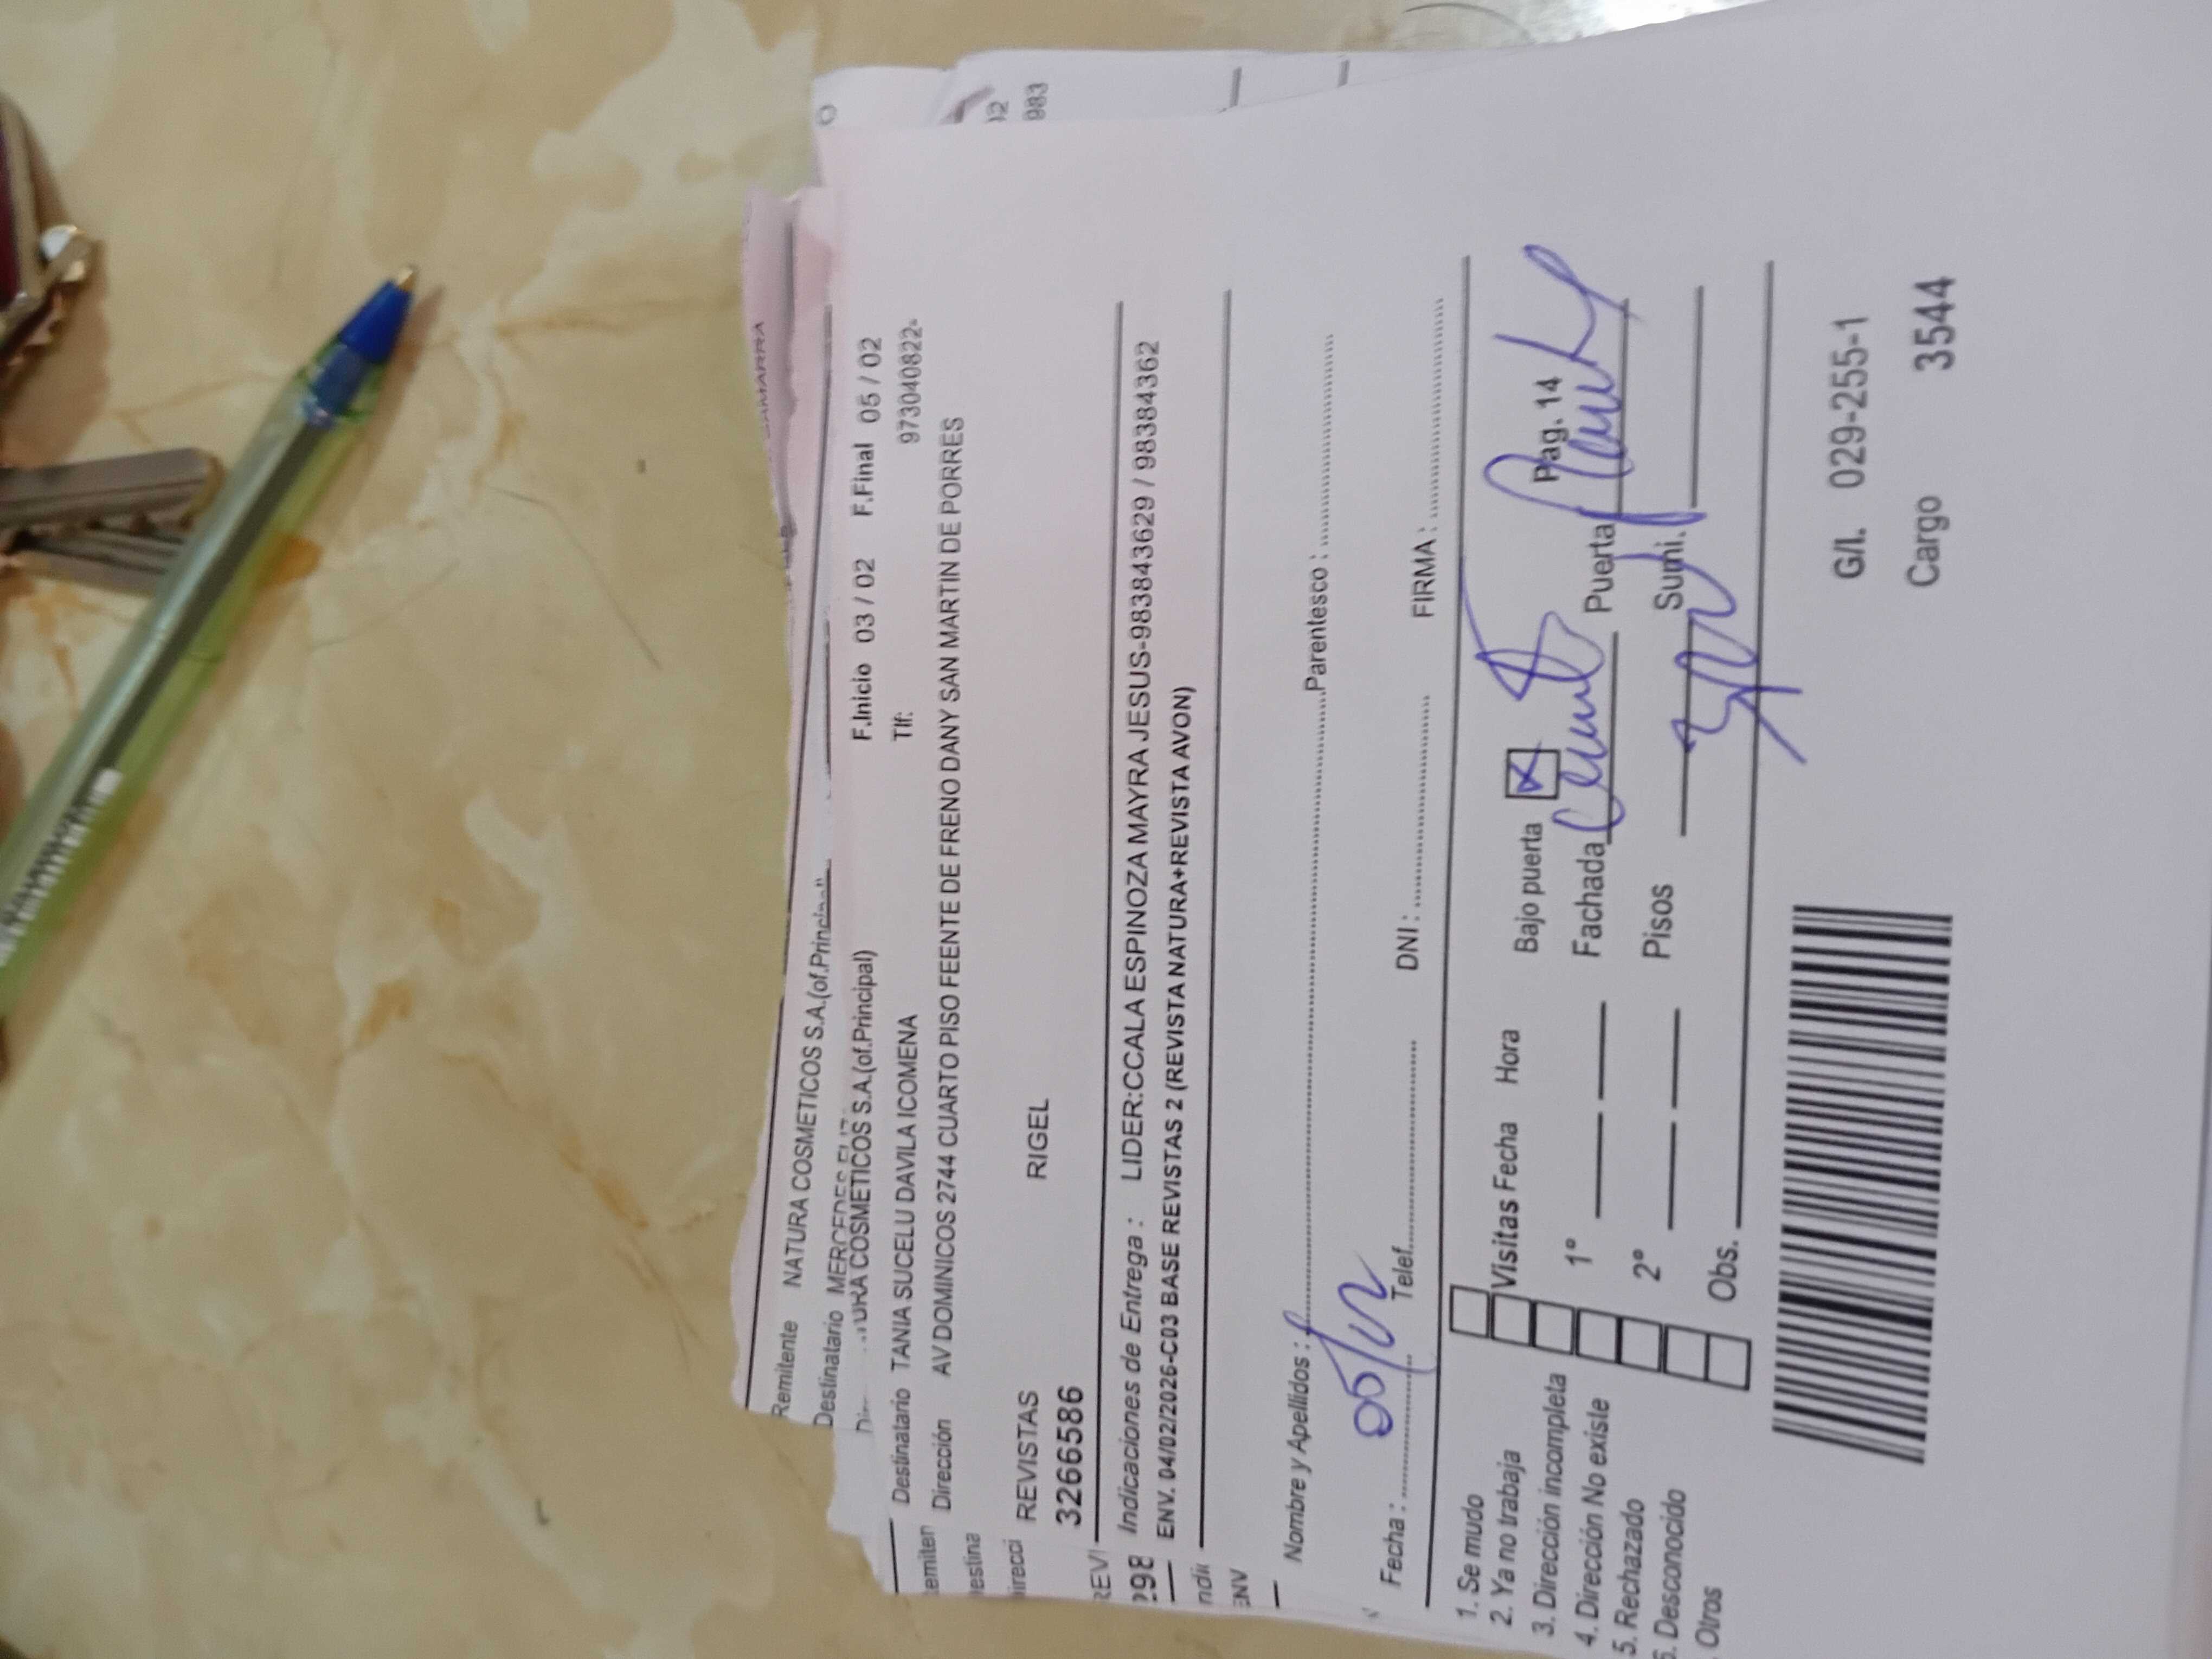 Remitente NATURA COSMETICOS S.A.(of.Principal)
Destinatario
COSMETICOS S.A.(of.Principal)
F.Inicio 03 / 02 F.Final 05 / 02
Destinatario TANIA SUCELU DAVILA ICOMENA Tlf: 973040822-
Dirección AV DOMINICOS 2744 CUARTO PISO FEENTE DE FRENO DANY SAN MARTIN DE PORRES
REVISTAS RIGEL
3266586
Indicaciones de Entrega : LIDER:CCALA ESPINOZA MAYRA JESUS-983843629 / 983843629
ENV. 04/02/2026-C03 BASE REVISTAS 2 (REVISTA NATURA+REVISTA AVON)
Nombre y Apellidos : Parentesco :
Fecha : Telef. DNI : FIRMA :
1. Se mudo
2. Ya no trabaja
3. Dirección incompleta
4. Dirección No existe
5. Rechazado
6. Desconocido
Otros
Visitas Fecha Hora
1°
2°
Obs.
Bajo puerta X Pag. 14
Fachada Puerta
Pisos Sumi.
G/I. 029-255-1
Cargo 3544